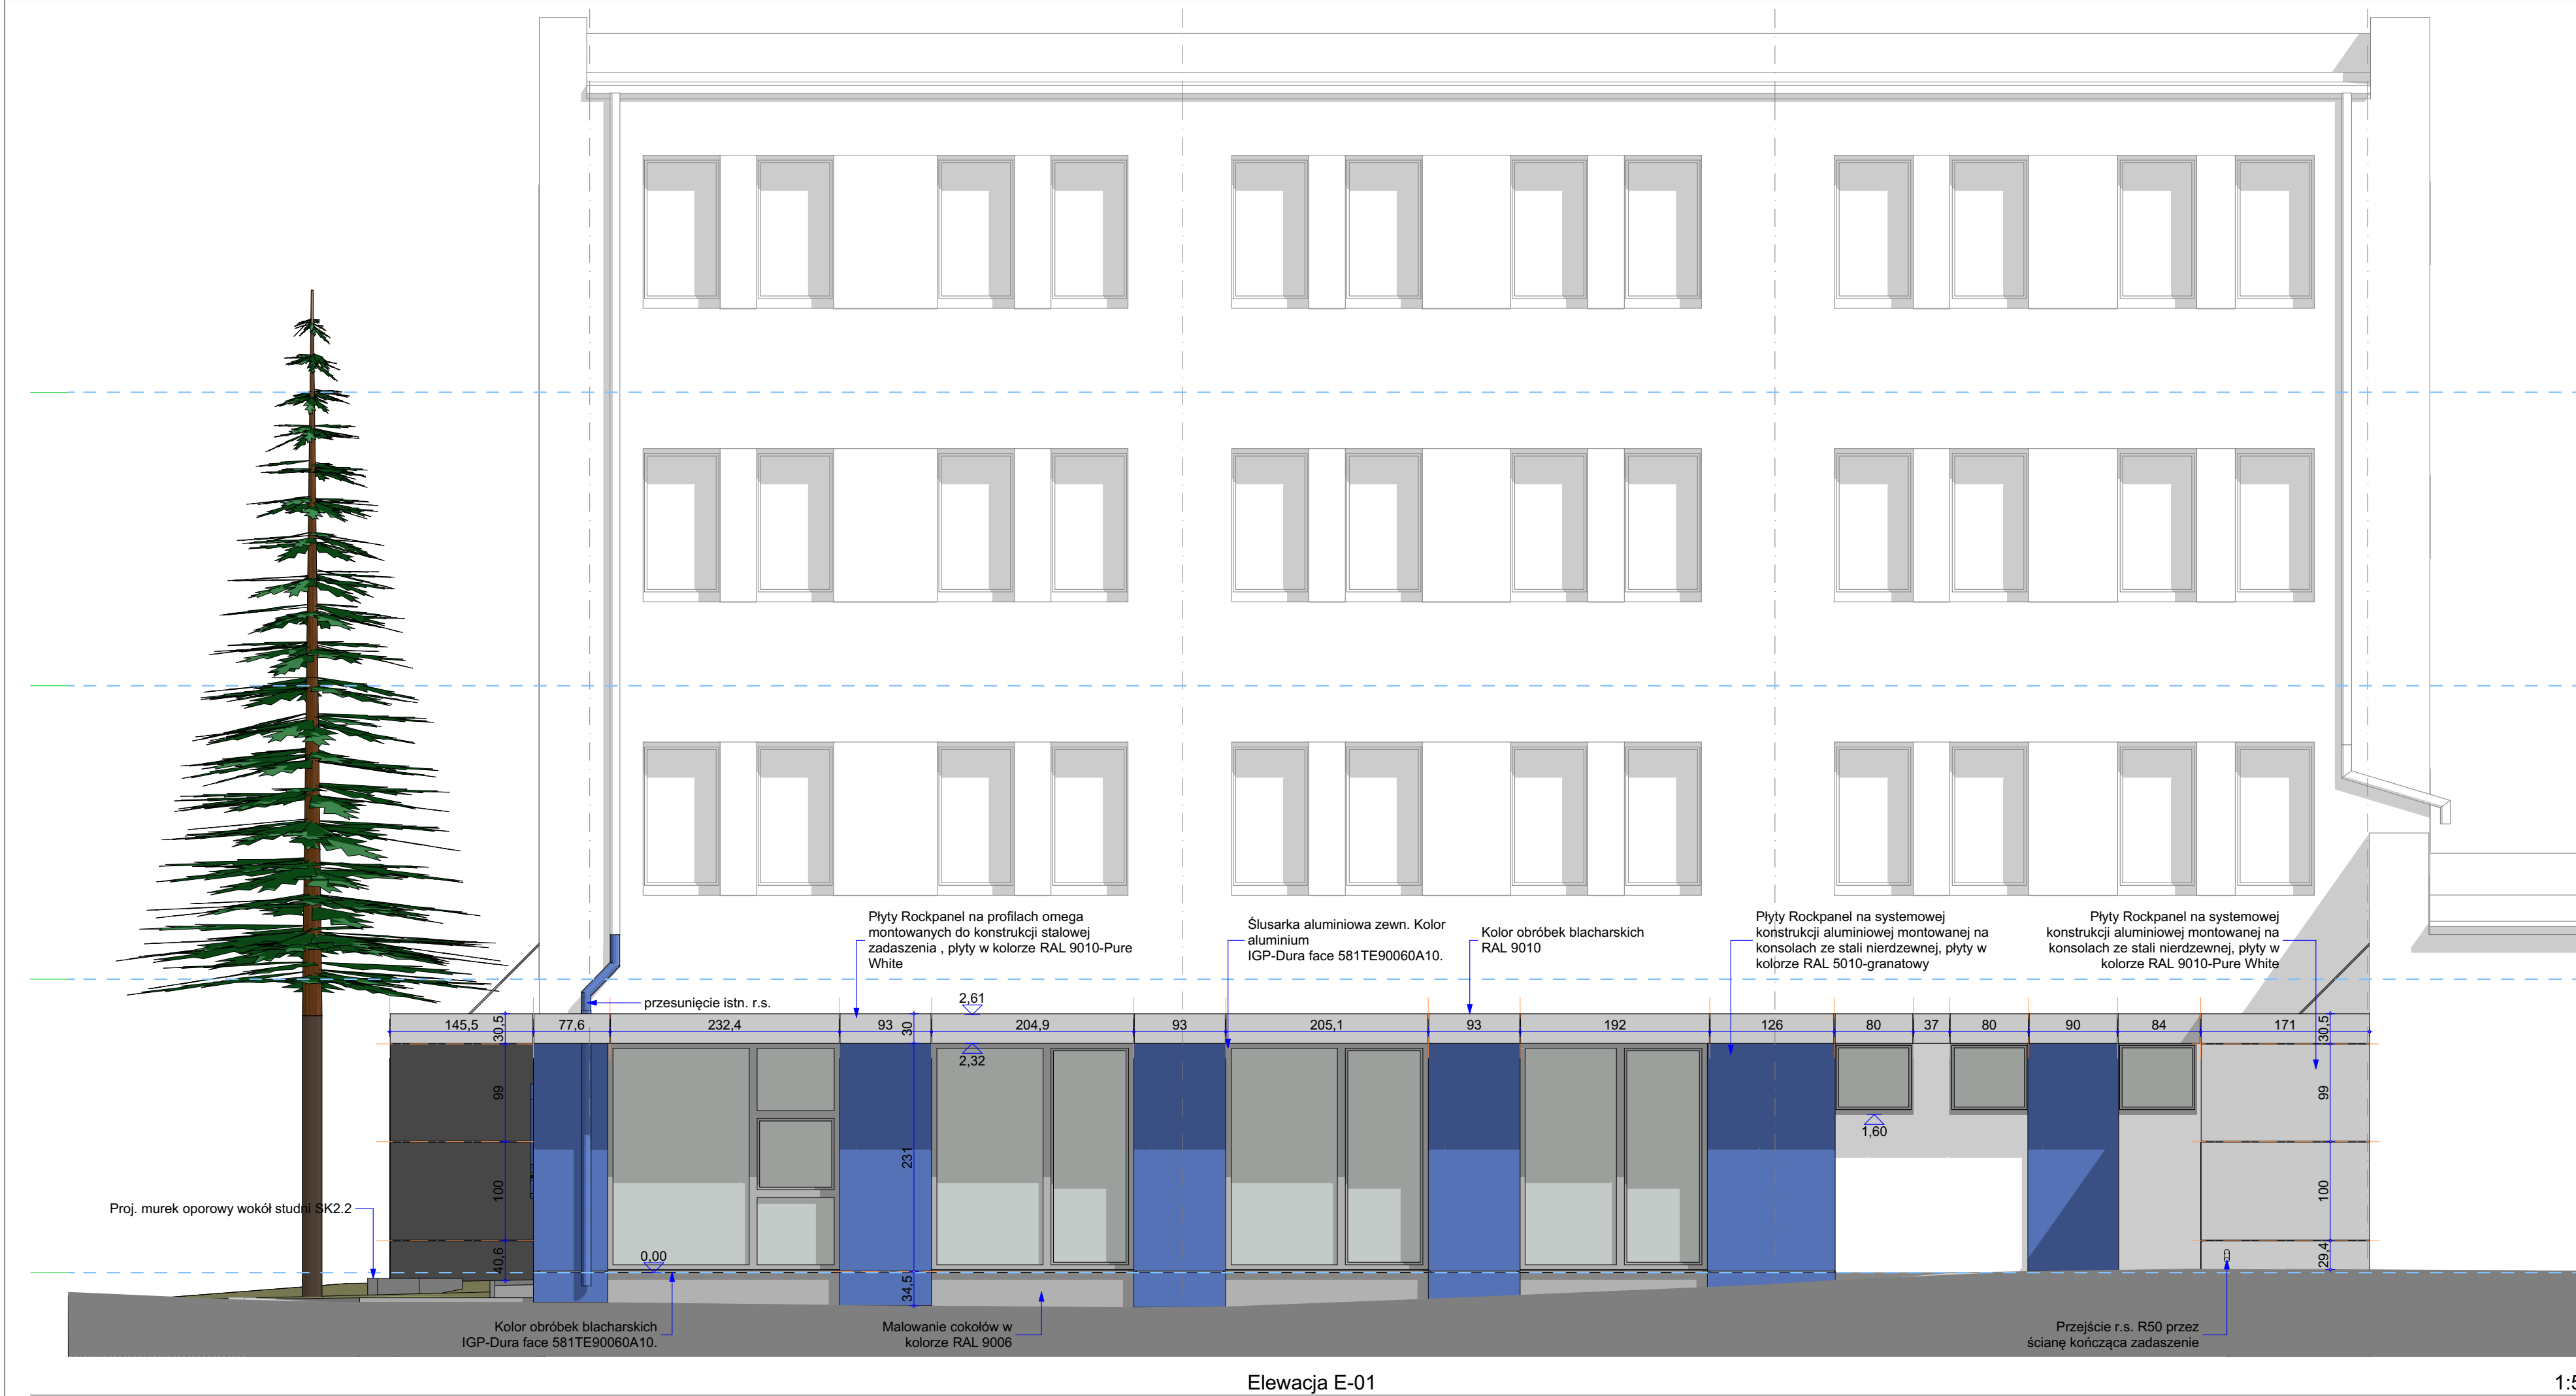 Płyty Rockpanel na profilach omega
montowanych do konstrukcji stalowej
zadaszenia , płyty w kolorze RAL 9010-Pure
White
Ślusarka aluminiowa zewn. Kolor
aluminium
IGP-Dura face 581TE90060A10.
Kolor obróbek blacharskich
RAL 9010
Płyty Rockpanel na systemowej
konstrukcji aluminiowej montowanej na
konsolach ze stali nierdzewnej, płyty w
kolorze RAL 5010-granatowy
Płyty Rockpanel na systemowej
konstrukcji aluminiowej montowanej na
konsolach ze stali nierdzewnej, płyty w
kolorze RAL 9010-Pure White
przesunięcie istn. r.s.
2,61
145,5 30,5 77,6 232,4 93 30 204,9 93 205,1 93 192 126 80 37 80 90 84 171 30,5
2,32
99
99
1,60
231
100
100
Proj. murek oporowy wokół studni SK2.2
0,00
40,6
29,4
34,5
Kolor obróbek blacharskich
IGP-Dura face 581TE90060A10.
Malowanie cokołów w
kolorze RAL 9006
Przejście r.s. R50 przez
ścianę kończąca zadaszenie
Elewacja E-01